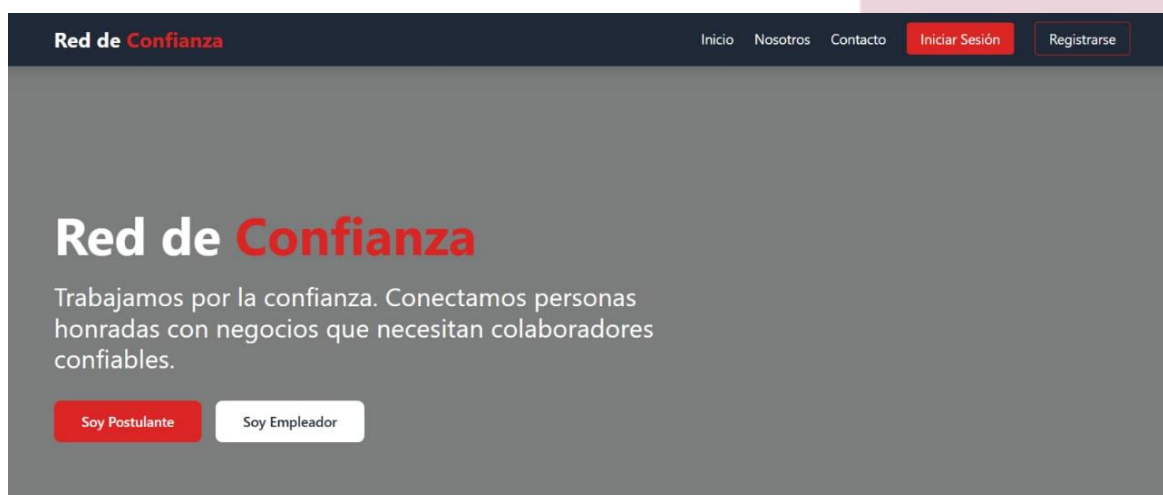 Red de Confianza
Inicio Nosotros Contacto Iniciar Sesión Registrarse
Red de Confianza
Trabajamos por la confianza. Conectamos personas
honradas con negocios que necesitan colaboradores
confiables.
Soy Postulante Soy Empleador